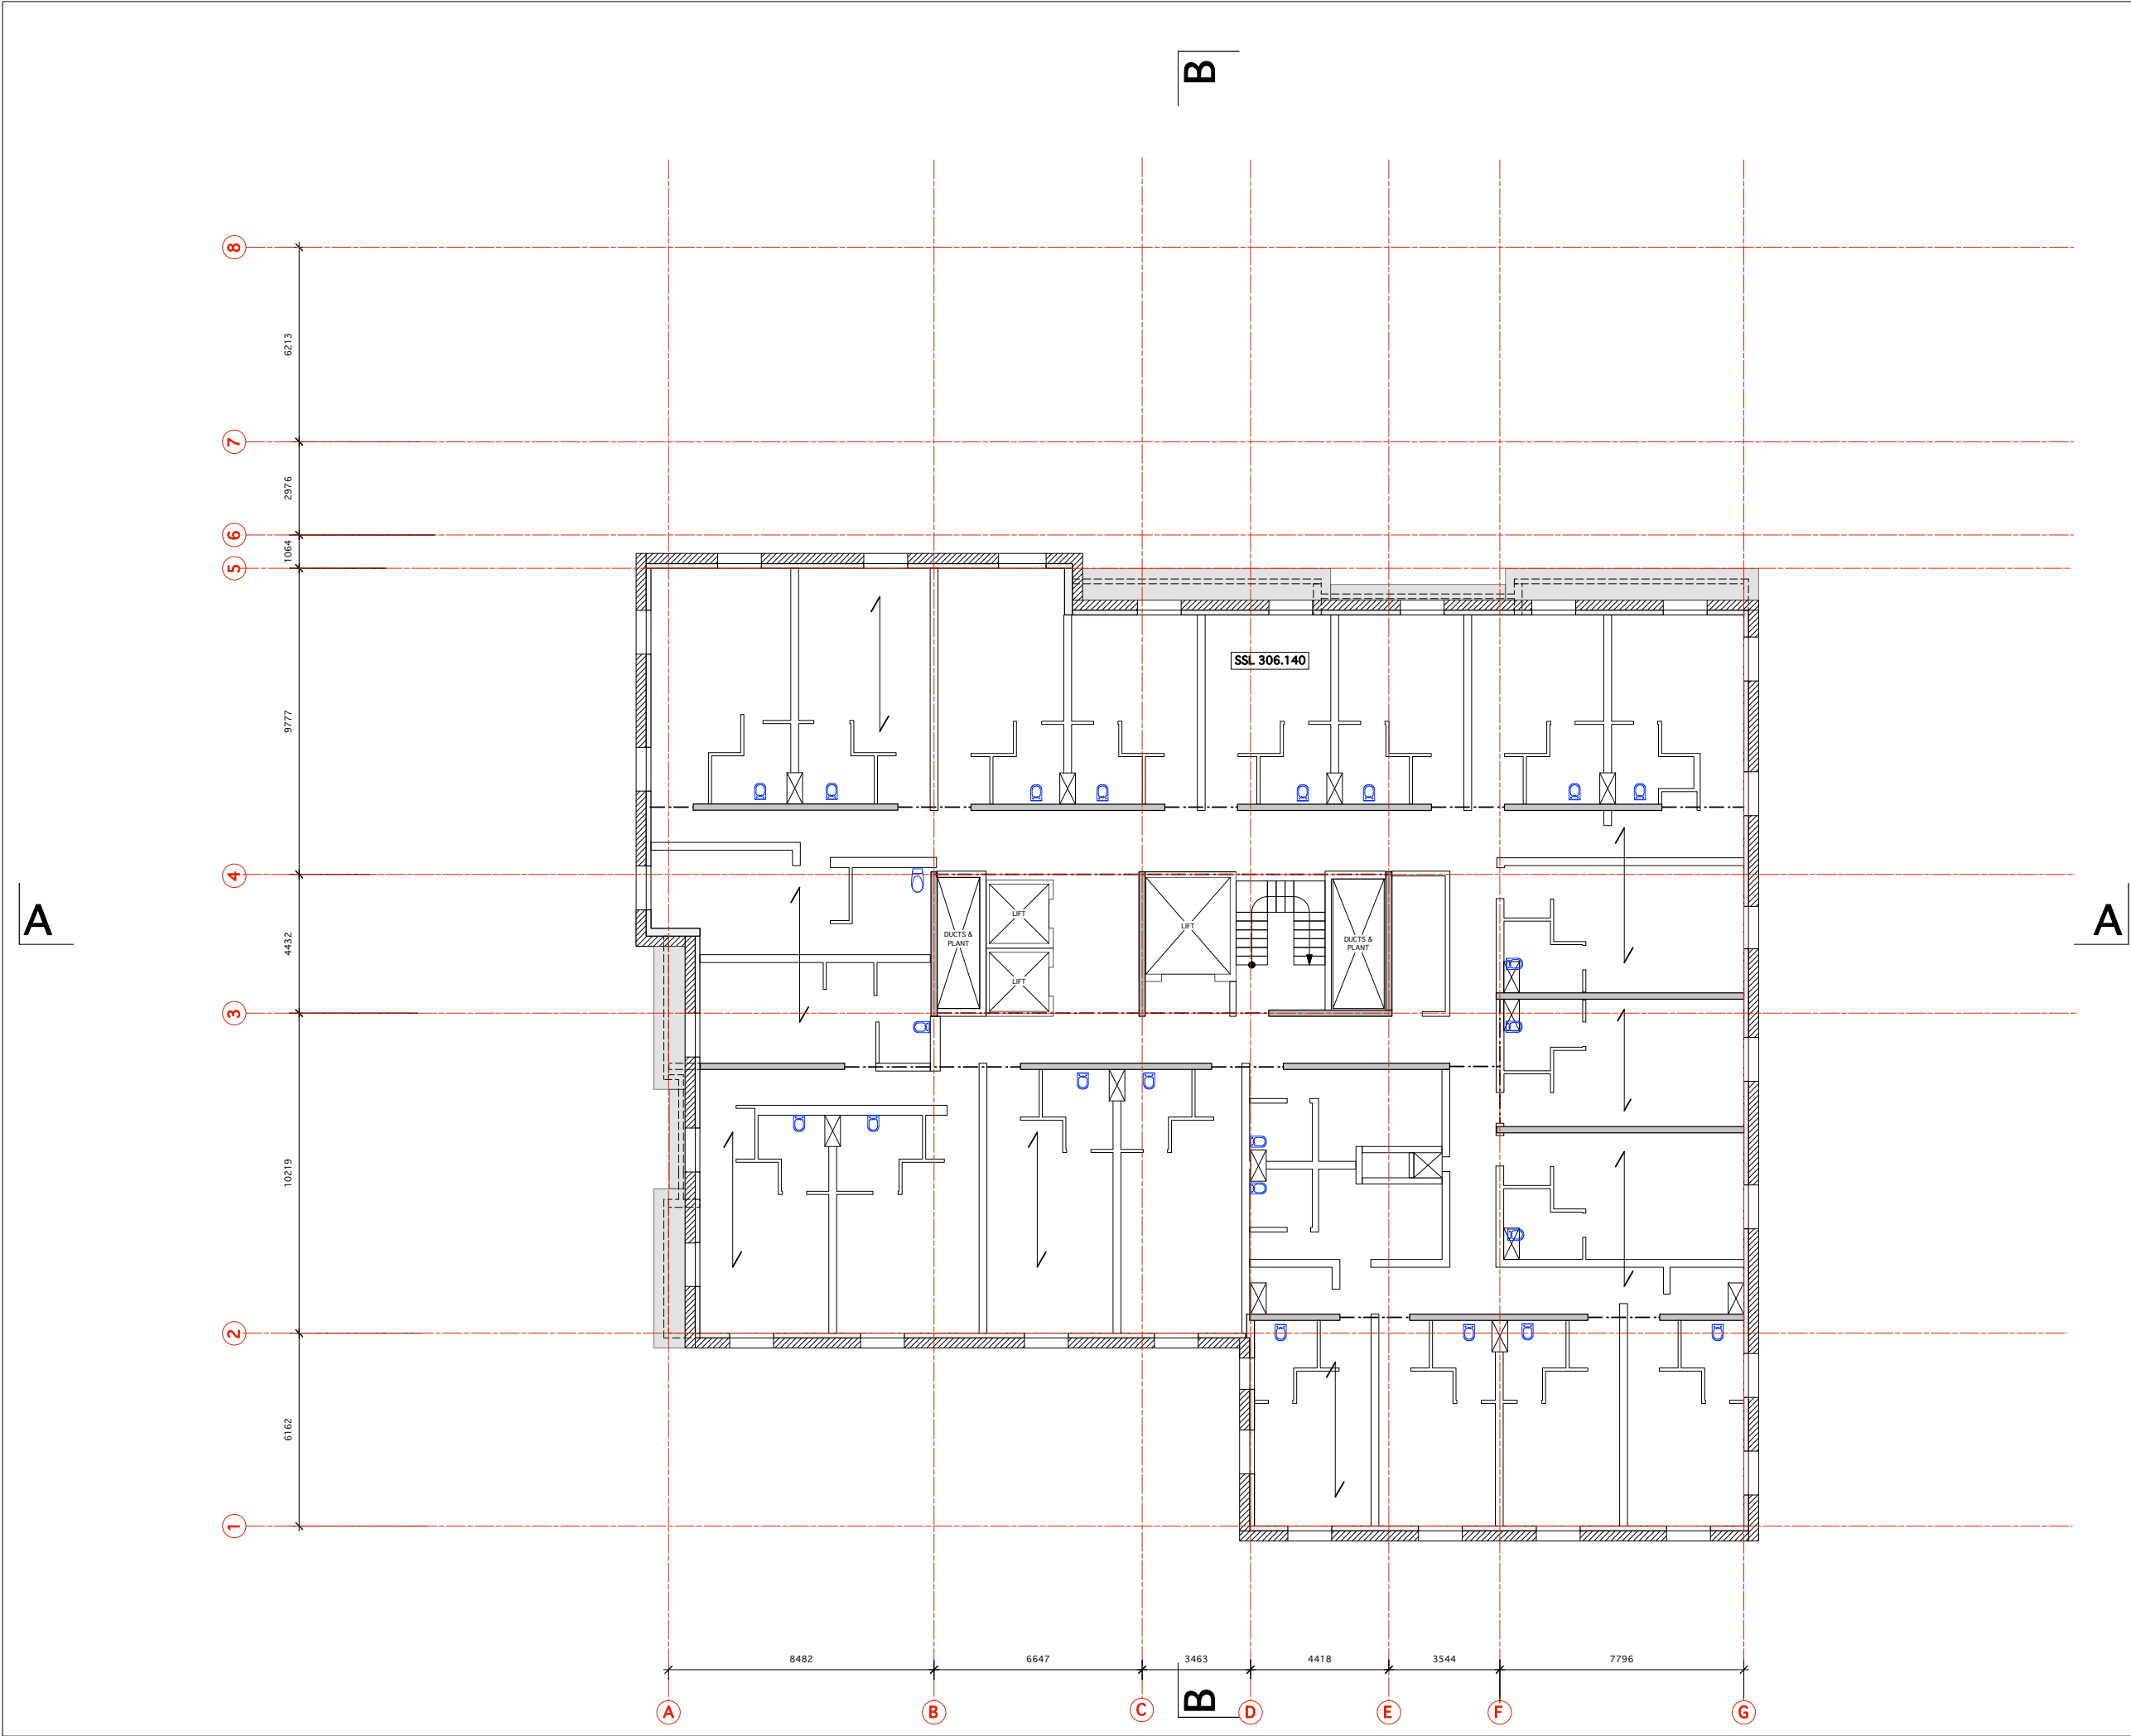 B
8
6213
7
2976
6
1064
5
SSL 306.140
9777
4
A
A
LIFT
LIFT
DUCTS &
PLANT
DUCTS &
PLANT
4432
LIFT
3
10219
2
6162
1
8482
6647
3463
4418
3544
7796
B
A
B
C
D
E
F
G